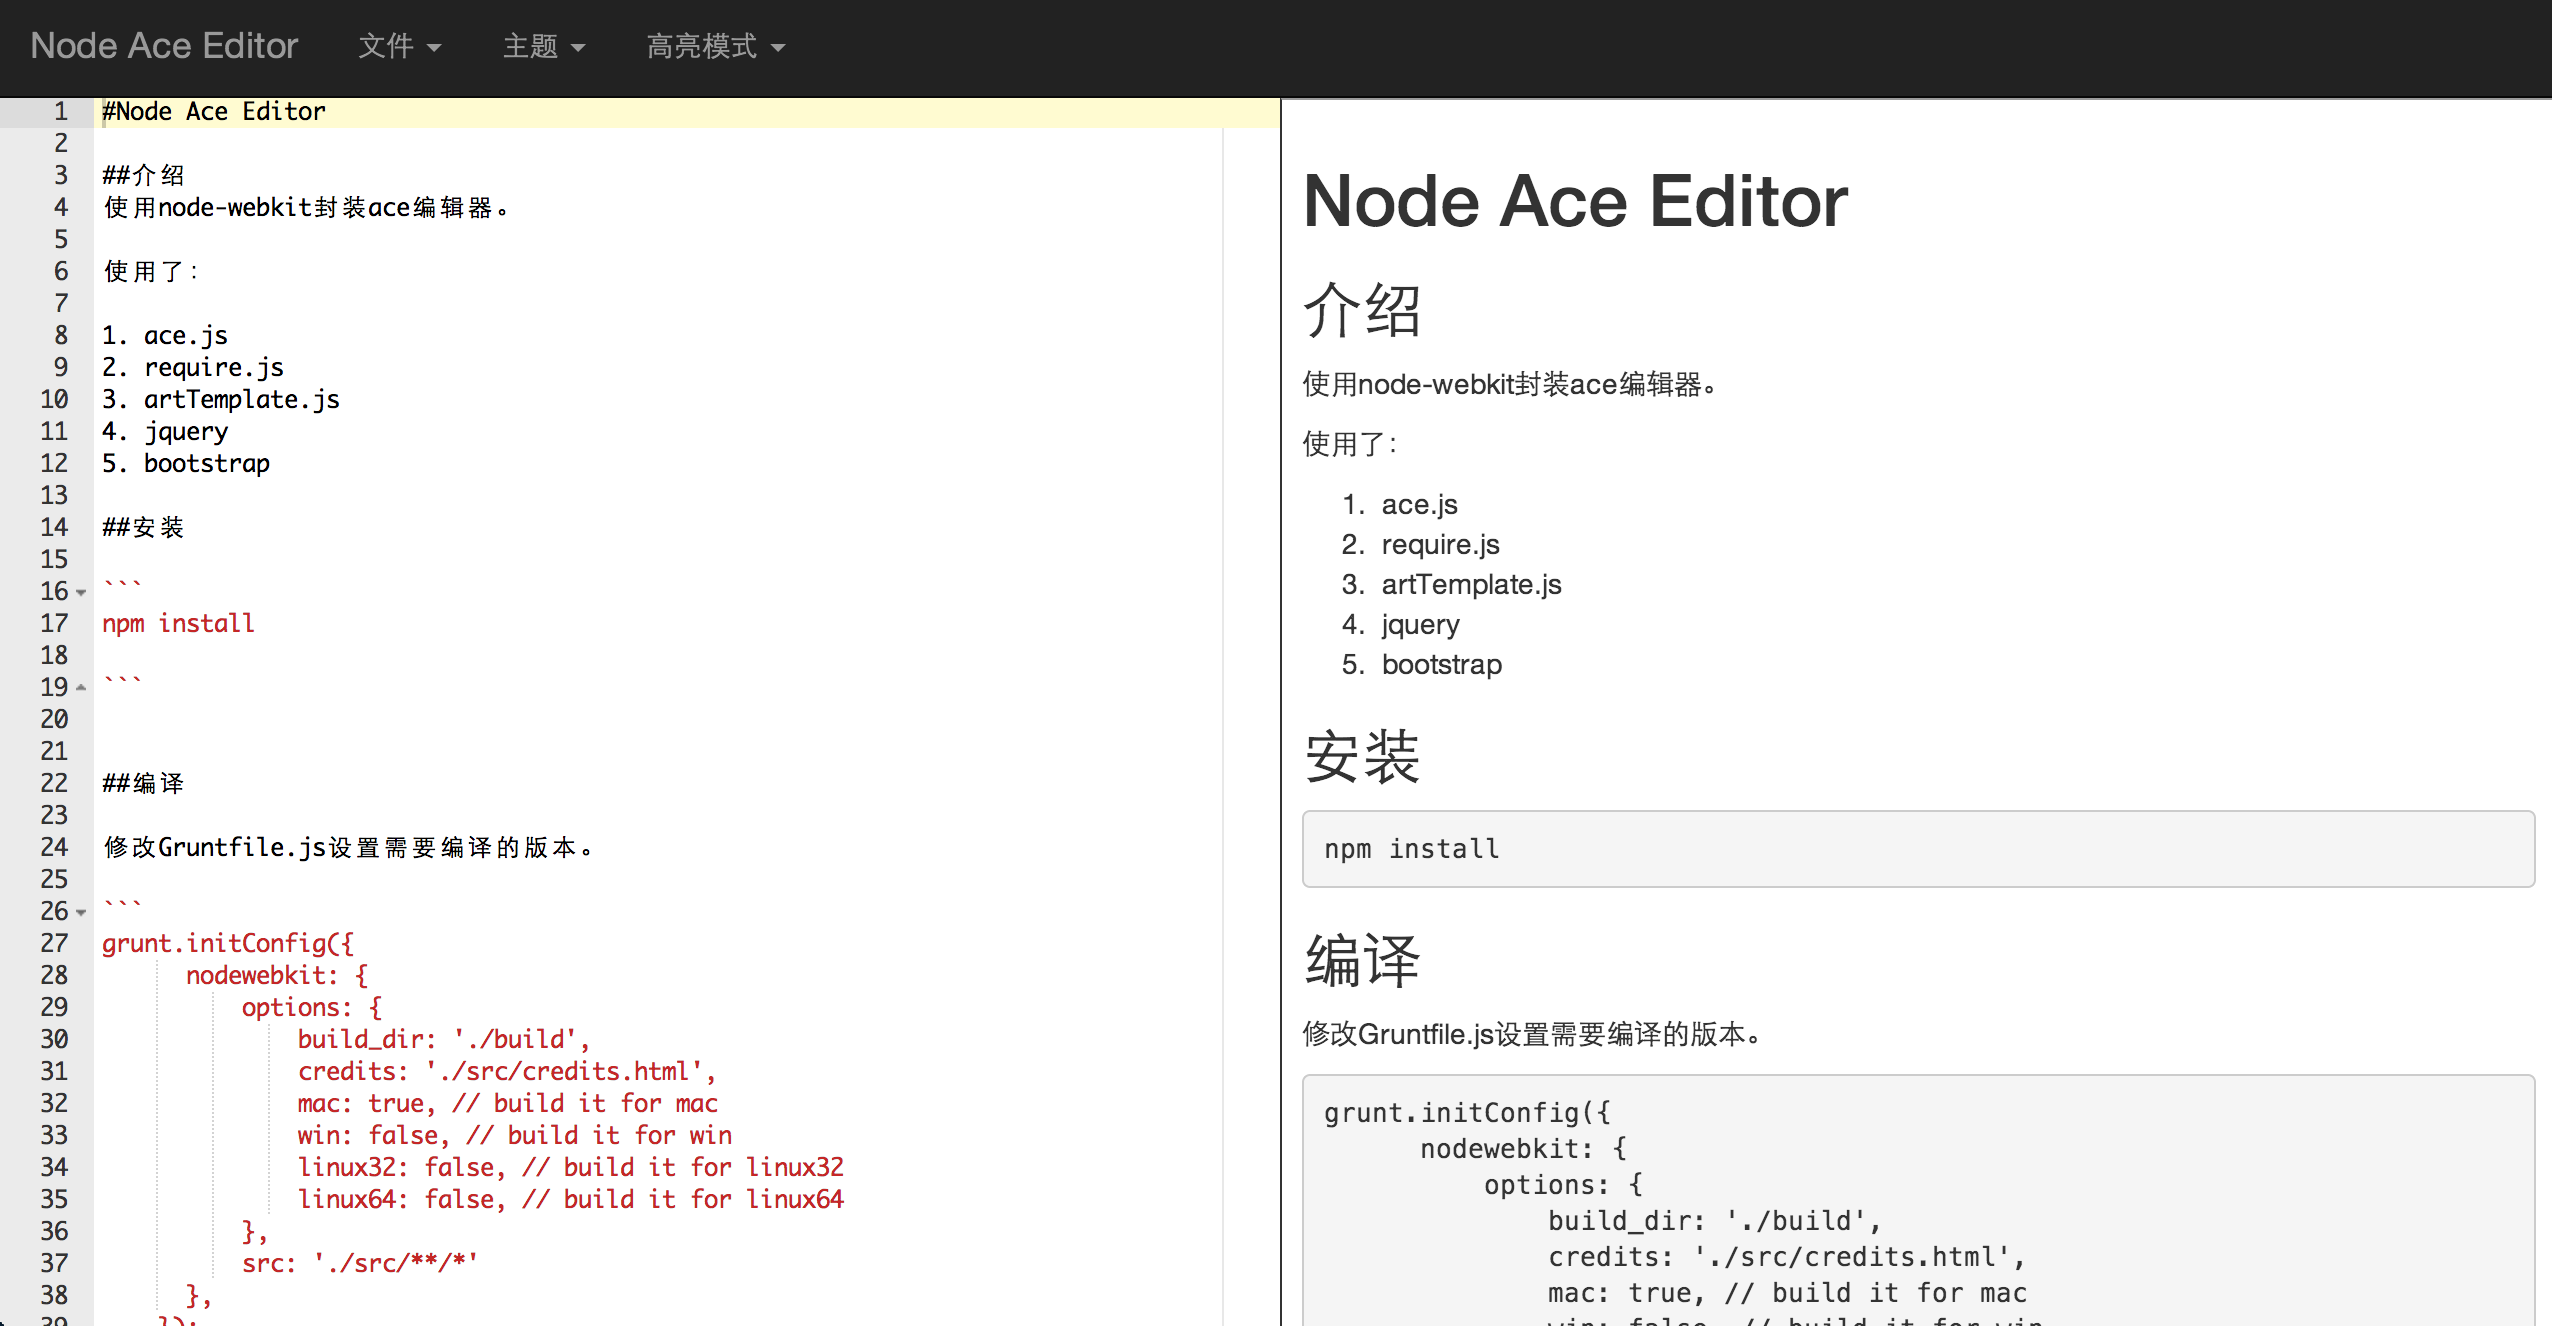 Node Ace Editor 文件 主题 高亮模式
1 #Node Ace Editor
2
3 ##介绍
4 使用node-webkit封装ace编辑器。
5
6 使用了：
7
8 1. ace.js
9 2. require.js
10 3. artTemplate.js
11 4. jquery
12 5. bootstrap
13
14 ##安装
15
16 ```
17 npm install
18
19 ```
20
21
22 ##编译
23
24 修改Gruntfile.js设置需要编译的版本。
25
26 ```
27 grunt.initConfig({
28 nodewebkit: {
29 options: {
30 build_dir: './build',
31 credits: './src/credits.html',
32 mac: true, // build it for mac
33 win: false, // build it for win
34 linux32: false, // build it for linux32
35 linux64: false, // build it for linux64
36 },
37 src: './src/**/*'
38 },
39 });
Node Ace Editor
介绍
使用node-webkit封装ace编辑器。
使用了：
1. ace.js
2. require.js
3. artTemplate.js
4. jquery
5. bootstrap
安装
npm install
编译
修改Gruntfile.js设置需要编译的版本。
grunt.initConfig({
nodewebkit: {
options: {
build_dir: './build',
credits: './src/credits.html',
mac: true, // build it for mac
win: false, // build it for win